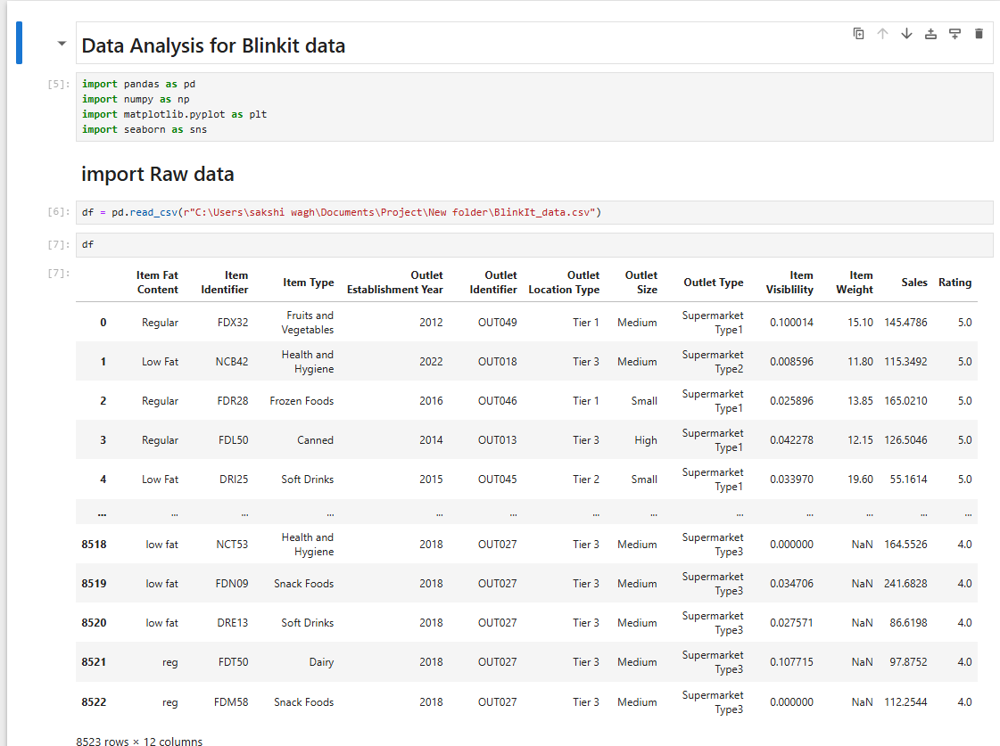 Data Analysis for Blinkit data
[5]: import pandas as pd
import numpy as np
import matplotlib.pyplot as plt
import seaborn as sns
import Raw data
[6]: df = pd.read_csv(r"C:\Users\sakshi wagh\Documents\Project\New folder\BlinkIt_data.csv")
[7]: df
[7]:
Item Fat Content Item Identifier Item Type Outlet Establishment Year Outlet Identifier Outlet Location Type Outlet Size Outlet Type Item Visiblility Item Weight Sales Rating
0 Regular FDX32 Fruits and Vegetables 2012 OUT049 Tier 1 Medium Supermarket Type1 0.100014 15.10 145.4786 5.0
1 Low Fat NCB42 Health and Hygiene 2022 OUT018 Tier 3 Medium Supermarket Type2 0.008596 11.80 115.3492 5.0
2 Regular FDR28 Frozen Foods 2016 OUT046 Tier 1 Small Supermarket Type1 0.025896 13.85 165.0210 5.0
3 Regular FDL50 Canned 2014 OUT013 Tier 3 High Supermarket Type1 0.042278 12.15 126.5046 5.0
4 Low Fat DRI25 Soft Drinks 2015 OUT045 Tier 2 Small Supermarket Type1 0.033970 19.60 55.1614 5.0
... ... ... ... ... ... ... ... ... ... ... ... ...
8518 low fat NCT53 Health and Hygiene 2018 OUT027 Tier 3 Medium Supermarket Type3 0.000000 NaN 164.5526 4.0
8519 low fat FDN09 Snack Foods 2018 OUT027 Tier 3 Medium Supermarket Type3 0.034706 NaN 241.6828 4.0
8520 low fat DRE13 Soft Drinks 2018 OUT027 Tier 3 Medium Supermarket Type3 0.027571 NaN 86.6198 4.0
8521 reg FDT50 Dairy 2018 OUT027 Tier 3 Medium Supermarket Type3 0.107715 NaN 97.8752 4.0
8522 reg FDM58 Snack Foods 2018 OUT027 Tier 3 Medium Supermarket Type3 0.000000 NaN 112.2544 4.0
8523 rows × 12 columns